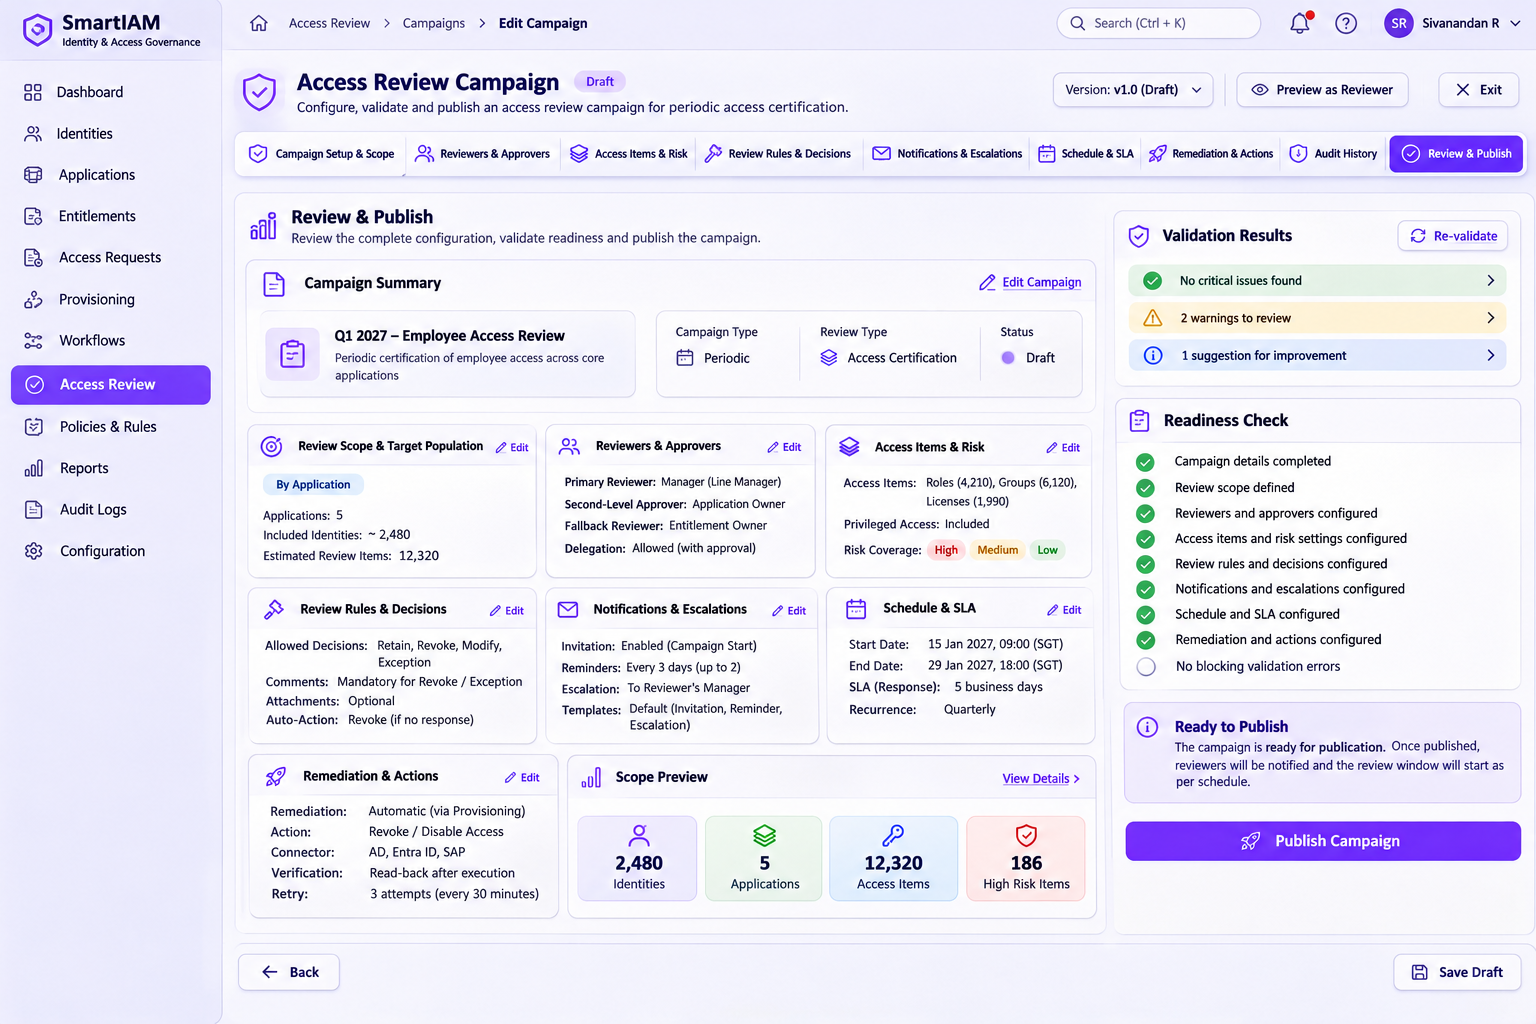 SmartIAM
Identity & Access Governance
Dashboard
Identities
Applications
Entitlements
Access Requests
Provisioning
Workflows
Access Review
Policies & Rules
Reports
Audit Logs
Configuration
Access Review > Campaigns > Edit Campaign
Search (Ctrl + K)
SR
Sivanandan R
Access Review Campaign
Draft
Configure, validate and publish an access review campaign for periodic access certification.
Version: v1.0 (Draft)
Preview as Reviewer
Exit
Campaign Setup & Scope
Reviewers & Approvers
Access Items & Risk
Review Rules & Decisions
Notifications & Escalations
Schedule & SLA
Remediation & Actions
Audit History
Review & Publish
Review & Publish
Review the complete configuration, validate readiness and publish the campaign.
Campaign Summary
Edit Campaign
Q1 2027 – Employee Access Review
Periodic certification of employee access across core
applications
Campaign Type
Periodic
Review Type
Access Certification
Status
Draft
Review Scope & Target Population
Edit
By Application
Applications: 5
Included Identities: ~ 2,480
Estimated Review Items: 12,320
Reviewers & Approvers
Edit
Primary Reviewer: Manager (Line Manager)
Second-Level Approver: Application Owner
Fallback Reviewer: Entitlement Owner
Delegation: Allowed (with approval)
Access Items & Risk
Edit
Access Items: Roles (4,210), Groups (6,120),
Licenses (1,990)
Privileged Access: Included
Risk Coverage: High Medium Low
Review Rules & Decisions
Edit
Allowed Decisions: Retain, Revoke, Modify,
Exception
Comments: Mandatory for Revoke / Exception
Attachments: Optional
Auto-Action: Revoke (if no response)
Notifications & Escalations
Edit
Invitation: Enabled (Campaign Start)
Reminders: Every 3 days (up to 2)
Escalation: To Reviewer's Manager
Templates: Default (Invitation, Reminder,
Escalation)
Schedule & SLA
Edit
Start Date: 15 Jan 2027, 09:00 (SGT)
End Date: 29 Jan 2027, 18:00 (SGT)
SLA (Response): 5 business days
Recurrence: Quarterly
Remediation & Actions
Edit
Remediation: Automatic (via Provisioning)
Action: Revoke / Disable Access
Connector: AD, Entra ID, SAP
Verification: Read-back after execution
Retry: 3 attempts (every 30 minutes)
Scope Preview
View Details >
2,480
Identities
5
Applications
12,320
Access Items
186
High Risk Items
Validation Results
Re-validate
No critical issues found
2 warnings to review
1 suggestion for improvement
Readiness Check
Campaign details completed
Review scope defined
Reviewers and approvers configured
Access items and risk settings configured
Review rules and decisions configured
Notifications and escalations configured
Schedule and SLA configured
Remediation and actions configured
No blocking validation errors
Ready to Publish
The campaign is ready for publication. Once published,
reviewers will be notified and the review window will start as
per schedule.
Publish Campaign
Back
Save Draft